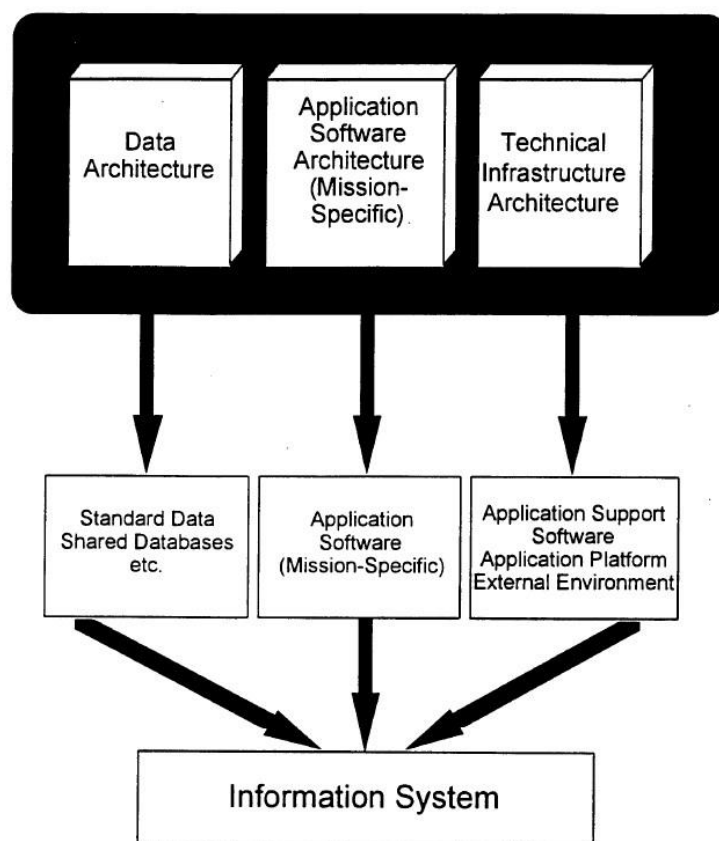 Data
Architecture
Application
Software
Architecture
(Mission-
Specific)
Technical
Infrastructure
Architecture
Standard Data
Shared Databases
etc.
Application
Software
(Mission-Specific)
Application Support
Software
Application Platform
External Environment
Information System